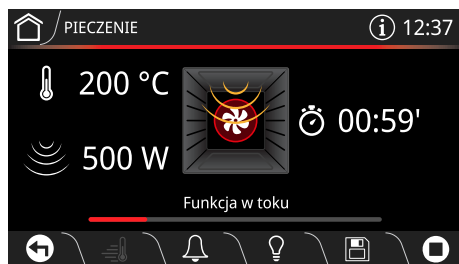 PIECZENIE
i 12:37
200 °C
500 W
00:59'
Funkcja w toku